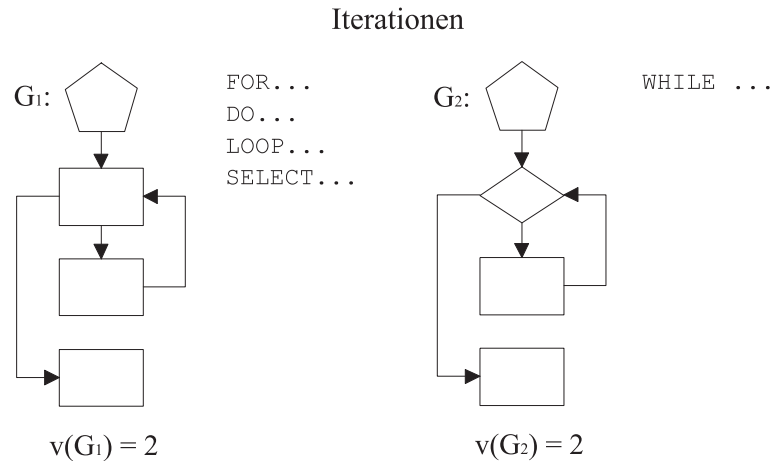 Iterationen
G1:
FOR...
DO...
LOOP...
SELECT...
v(G1) = 2
G2:
WHILE ...
v(G2) = 2